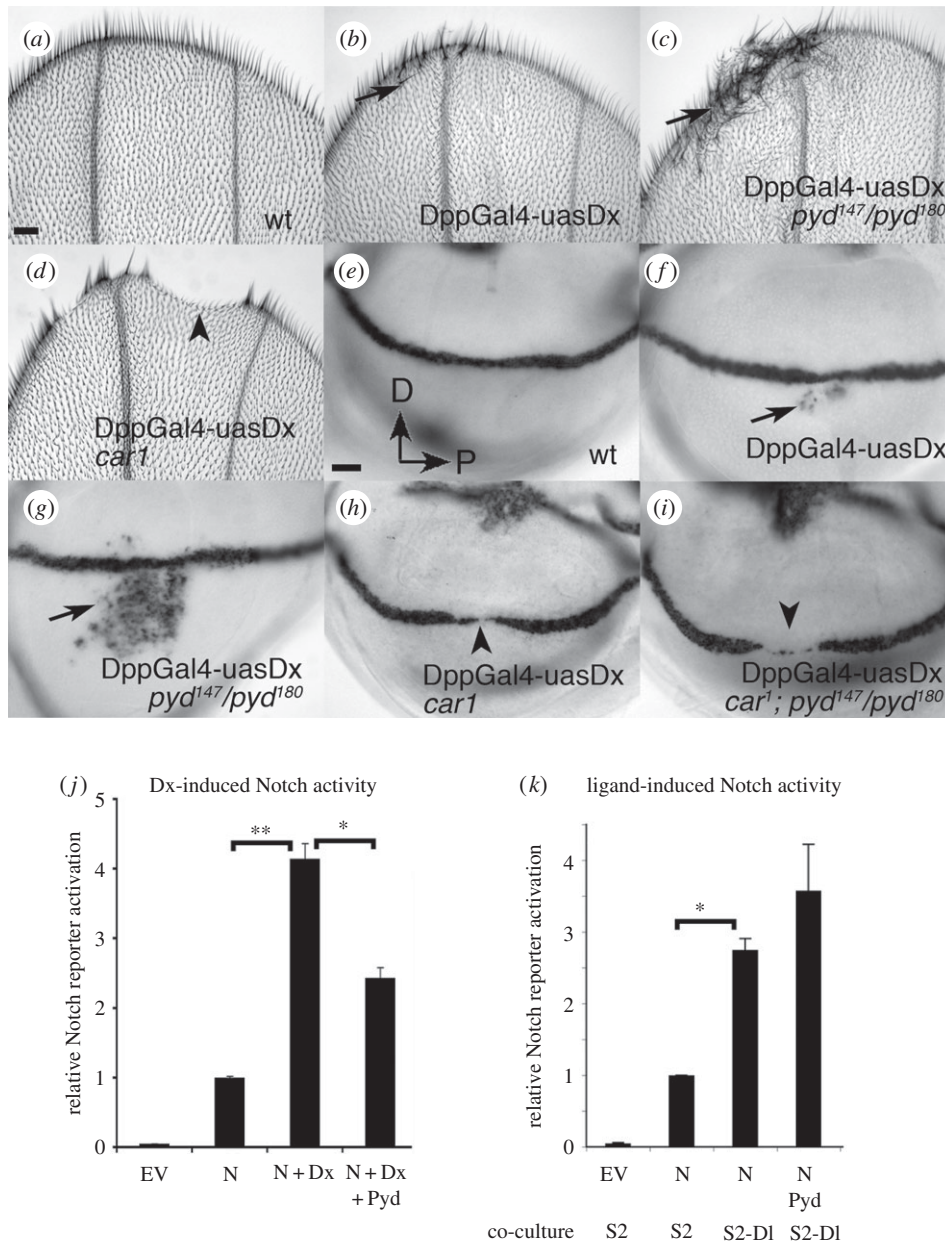 (a)
wt
(b)
DppGal4-uasDx
(c)
DppGal4-uasDx
pyd147/pyd180
(d)
DppGal4-uasDx
car1
(e)
D
P
wt
(f)
DppGal4-uasDx
(g)
DppGal4-uasDx
pyd147/pyd180
(h)
DppGal4-uasDx
car1
(i)
DppGal4-uasDx
car1; pyd147/pyd180
(j) Dx-induced Notch activity
relative Notch reporter activation
5
4
3
2
1
0
**
*
EV N N + Dx N + Dx
+ Pyd
(k) ligand-induced Notch activity
relative Notch reporter activation
4
3
2
1
0
*
EV N N N
Pyd
co-culture S2 S2 S2-Dl S2-Dl